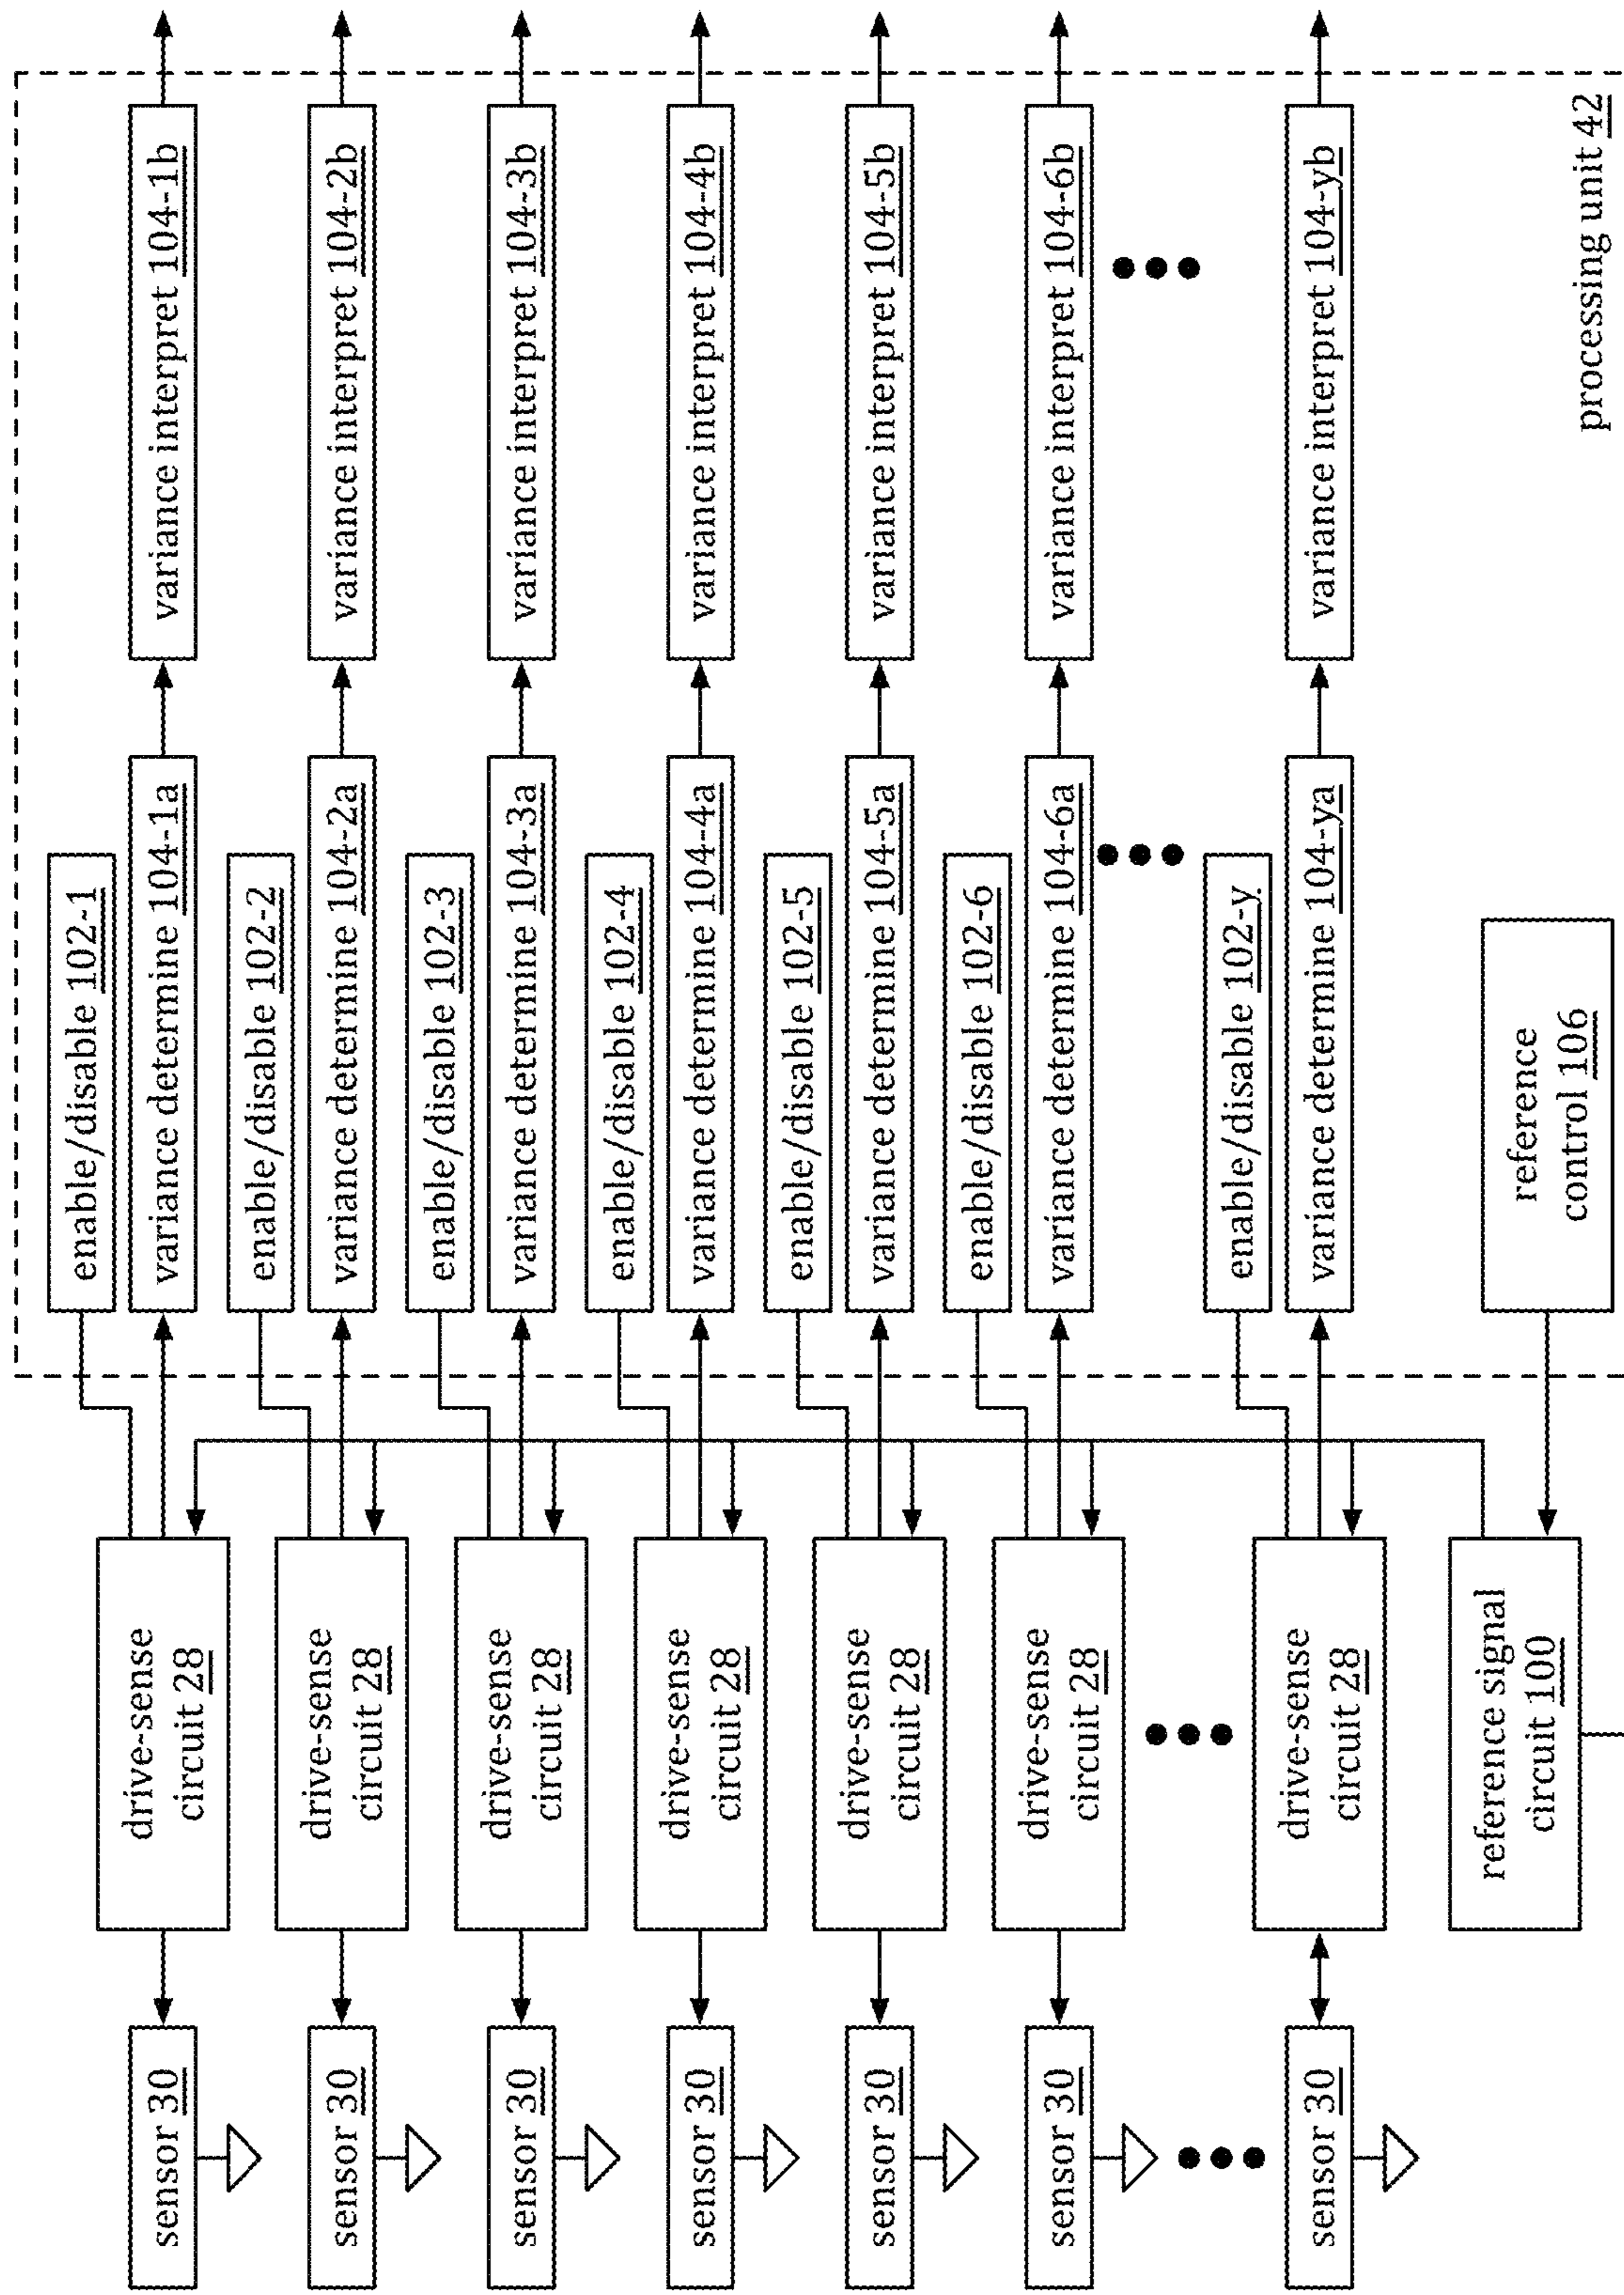 sensor 30
drive-sense
circuit 28
enable/disable 102-1
variance determine 104-1a
variance interpret 104-1b
sensor 30
drive-sense
circuit 28
enable/disable 102-2
variance determine 104-2a
variance interpret 104-2b
sensor 30
drive-sense
circuit 28
enable/disable 102-3
variance determine 104-3a
variance interpret 104-3b
sensor 30
drive-sense
circuit 28
enable/disable 102-4
variance determine 104-4a
variance interpret 104-4b
sensor 30
drive-sense
circuit 28
enable/disable 102-5
variance determine 104-5a
variance interpret 104-5b
sensor 30
drive-sense
circuit 28
enable/disable 102-6
variance determine 104-6a
variance interpret 104-6b
sensor 30
drive-sense
circuit 28
enable/disable 102-y
variance determine 104-ya
variance interpret 104-yb
reference signal
circuit 100
reference
control 106
processing unit 42